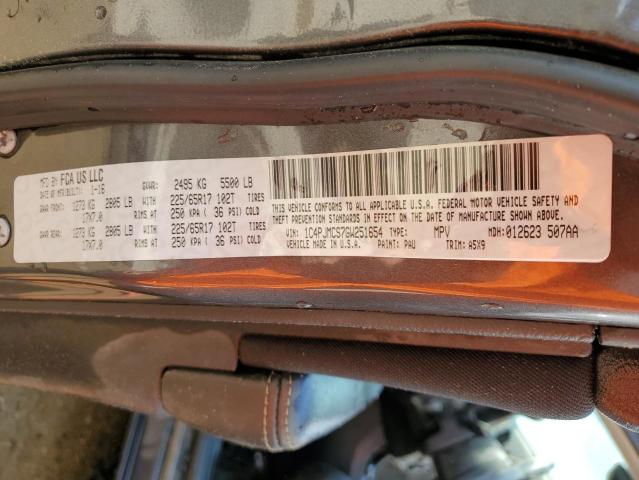 MFD BY FCA US LLC
DATE OF MFR/BUILT: 1-16
GVWR: 2495 KG 5500 LB
GAWR FRONT: 1273 KG 2805 LB WITH 225/65R17 102T TIRES
17X7.0 RIMS AT 250 KPA ( 36 PSI) COLD
GAWR REAR: 1273 KG 2805 LB WITH 225/65R17 102T TIRES
17X7.0 RIMS AT 250 KPA ( 36 PSI) COLD
THIS VEHICLE CONFORMS TO ALL APPLICABLE U.S.A. FEDERAL MOTOR VEHICLE SAFETY,
BUMPER, AND THEFT PREVENTION STANDARDS IN EFFECT ON THE DATE OF MANUFACTURE SHOWN ABOVE.
VEHICLE MADE IN U.S.A. MDH: 012623 507AA
VIN: 1C4PJMCS7GW251654 TYPE: MPV
PAINT: PAU TRIM: A5X9